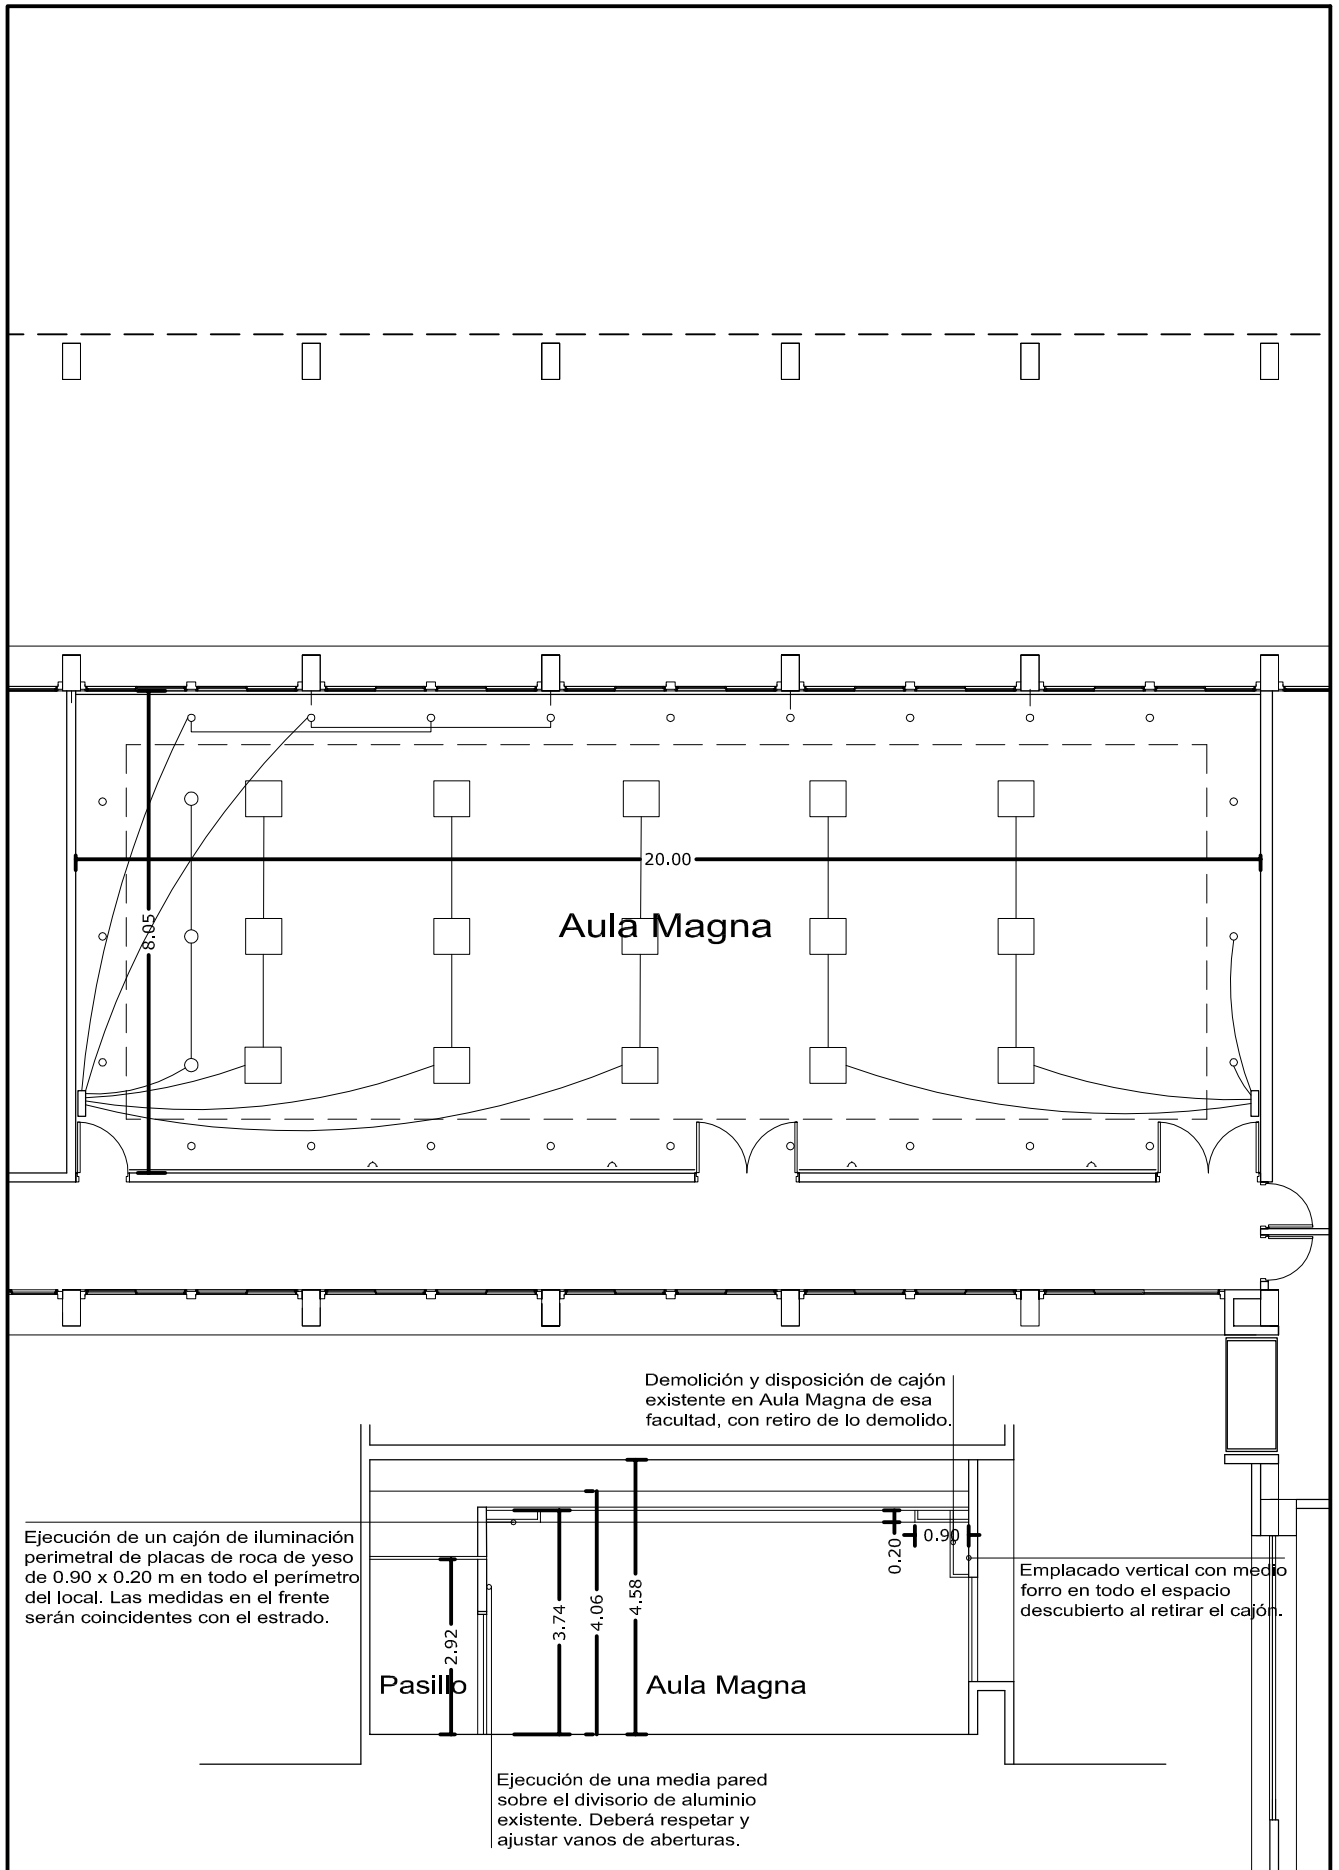 20.00
8.05
Aula Magna
Demolición y disposición de cajón
existente en Aula Magna de esa
facultad, con retiro de lo demolido.
Ejecución de un cajón de iluminación
perimetral de placas de roca de yeso
de 0.90 x 0.20 m en todo el perímetro
del local. Las medidas en el frente
serán coincidentes con el estrado.
0.20
0.90
Emplacado vertical con medio
forro en todo el espacio
descubierto al retirar el cajón.
2.92
3.74
4.06
4.58
Pasillo
Aula Magna
Ejecución de una media pared
sobre el divisorio de aluminio
existente. Deberá respetar y
ajustar vanos de aberturas.